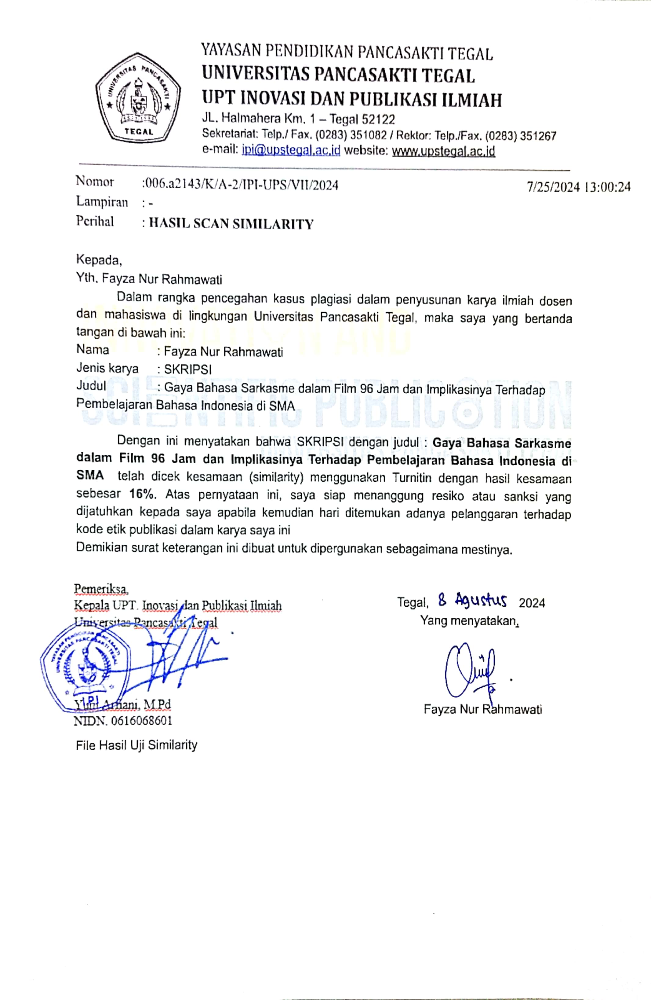 YAYASAN PENDIDIKAN PANCASAKTI TEGAL
UNIVERSITAS PANCASAKTI TEGAL
UPT INOVASI DAN PUBLIKASI ILMIAH
JL. Halmahera Km. 1 – Tegal 52122
Sekretariat: Telp./ Fax. (0283) 351082 / Rektor: Telp./Fax. (0283) 351267
e-mail: ipi@upstegal.ac.id website: www.upstegal.ac.id
UNIVERSITAS PANCASAKTI
TEGAL
Nomor :006.a2143/K/A-2/IPI-UPS/VII/2024 7/25/2024 13:00:24
Lampiran : -
Perihal : HASIL SCAN SIMILARITY
Kepada,
Yth. Fayza Nur Rahmawati
Dalam rangka pencegahan kasus plagiasi dalam penyusunan karya ilmiah dosen
dan mahasiswa di lingkungan Universitas Pancasakti Tegal, maka saya yang bertanda
tangan di bawah ini:
Nama : Fayza Nur Rahmawati
Jenis karya : SKRIPSI
Judul : Gaya Bahasa Sarkasme dalam Film 96 Jam dan Implikasinya Terhadap
Pembelajaran Bahasa Indonesia di SMA
SCIENTIFIC PUBLICATION
Dengan ini menyatakan bahwa SKRIPSI dengan judul : Gaya Bahasa Sarkasme
dalam Film 96 Jam dan Implikasinya Terhadap Pembelajaran Bahasa Indonesia di
SMA telah dicek kesamaan (similarity) menggunakan Turnitin dengan hasil kesamaan
sebesar 16%. Atas pernyataan ini, saya siap menanggung resiko atau sanksi yang
dijatuhkan kepada saya apabila kemudian hari ditemukan adanya pelanggaran terhadap
kode etik publikasi dalam karya saya ini
Demikian surat keterangan ini dibuat untuk dipergunakan sebagaimana mestinya.
Pemeriksa,
Kepala UPT. Inovasi dan Publikasi Ilmiah
Universitas Pancasakti Tegal
YAYASAN PENDIDIKAN PANCASAKTI
UNIVERSITAS PANCASAKTI TEGAL
IPI
M.Pd
NIDN. 0616068601
Tegal, 8 Agustus 2024
Yang menyatakan,
Fayza Nur Rahmawati
File Hasil Uji Similarity